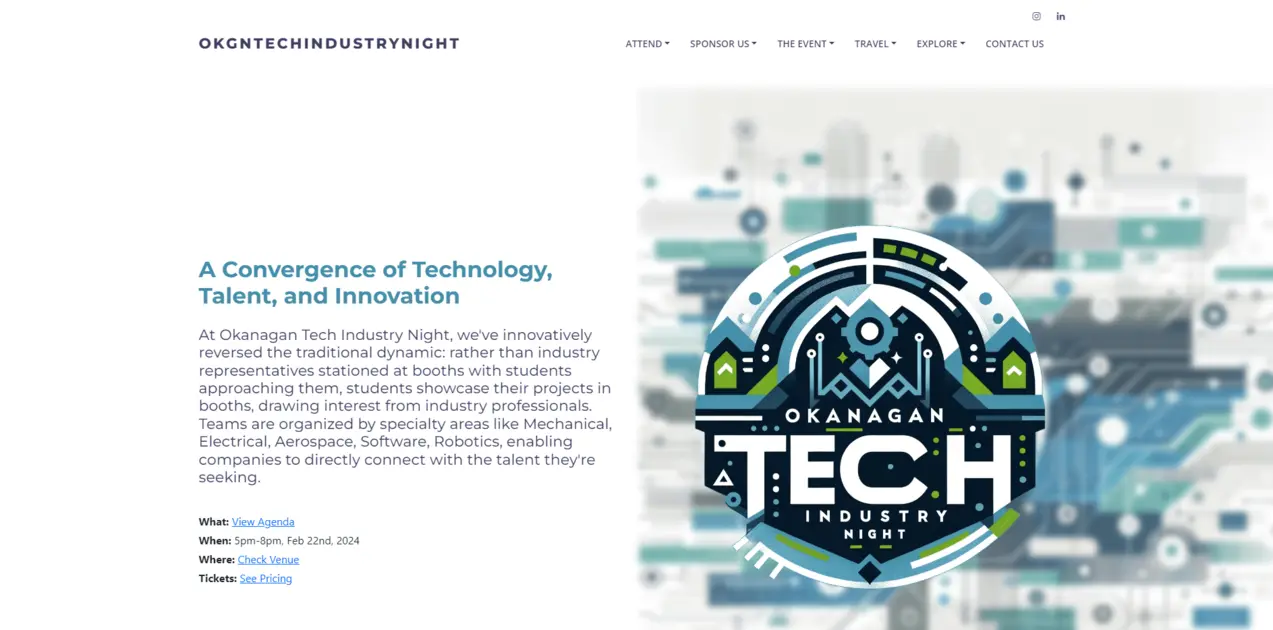 in
OKGNTECHINDUSTRYNIGHT
ATTEND SPONSOR US THE EVENT TRAVEL EXPLORE CONTACT US
A Convergence of Technology,
Talent, and Innovation
At Okanagan Tech Industry Night, we've innovatively
reversed the traditional dynamic: rather than industry
representatives stationed at booths with students
approaching them, students showcase their projects in
booths, drawing interest from industry professionals.
Teams are organized by specialty areas like Mechanical,
Electrical, Aerospace, Software, Robotics, enabling
companies to directly connect with the talent they're
seeking.
What: View Agenda
When: 5pm-8pm, Feb 22nd, 2024
Where: Check Venue
Tickets: See Pricing
OKANAGAN
TECH
INDUSTRY
NIGHT